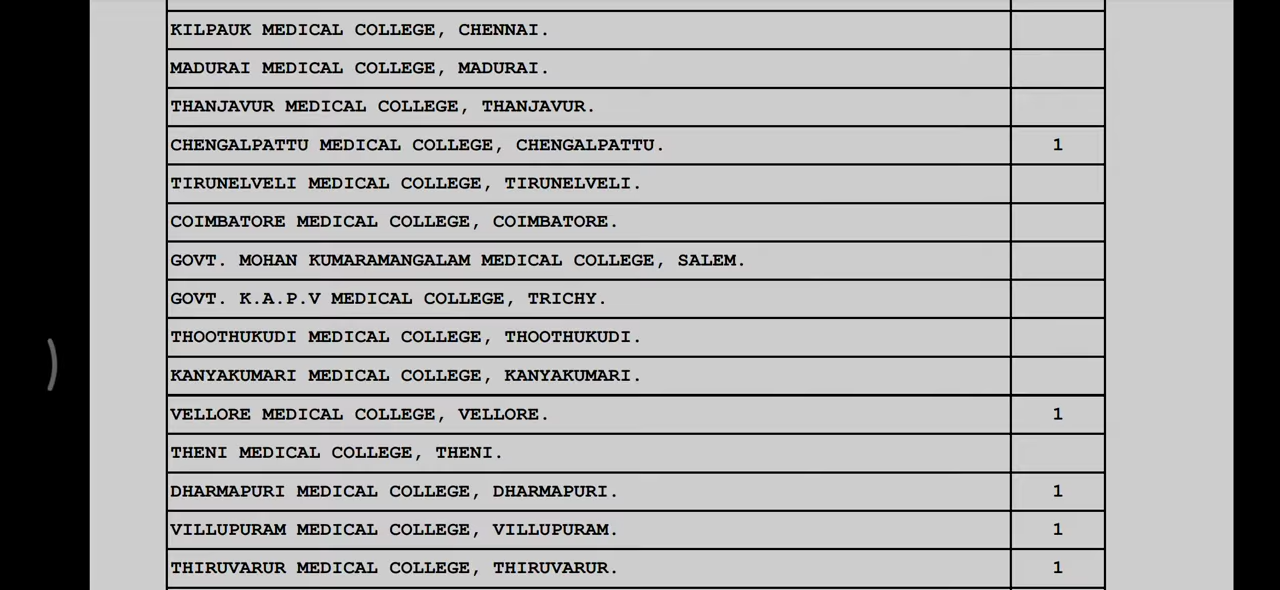 KILPAUK MEDICAL COLLEGE, CHENNAI.
MADURAI MEDICAL COLLEGE, MADURAI.
THANJAVUR MEDICAL COLLEGE, THANJAVUR.
CHENGALPATTU MEDICAL COLLEGE, CHENGALPATTU. 1
TIRUNELVELI MEDICAL COLLEGE, TIRUNELVELI.
COIMBATORE MEDICAL COLLEGE, COIMBATORE.
GOVT. MOHAN KUMARAMANGALAM MEDICAL COLLEGE, SALEM.
GOVT. K.A.P.V MEDICAL COLLEGE, TRICHY.
THOOTHUKUDI MEDICAL COLLEGE, THOOTHUKUDI.
KANYAKUMARI MEDICAL COLLEGE, KANYAKUMARI.
VELLORE MEDICAL COLLEGE, VELLORE. 1
THENI MEDICAL COLLEGE, THENI.
DHARMAPURI MEDICAL COLLEGE, DHARMAPURI. 1
VILLUPURAM MEDICAL COLLEGE, VILLUPURAM. 1
THIRUVARUR MEDICAL COLLEGE, THIRUVARUR. 1